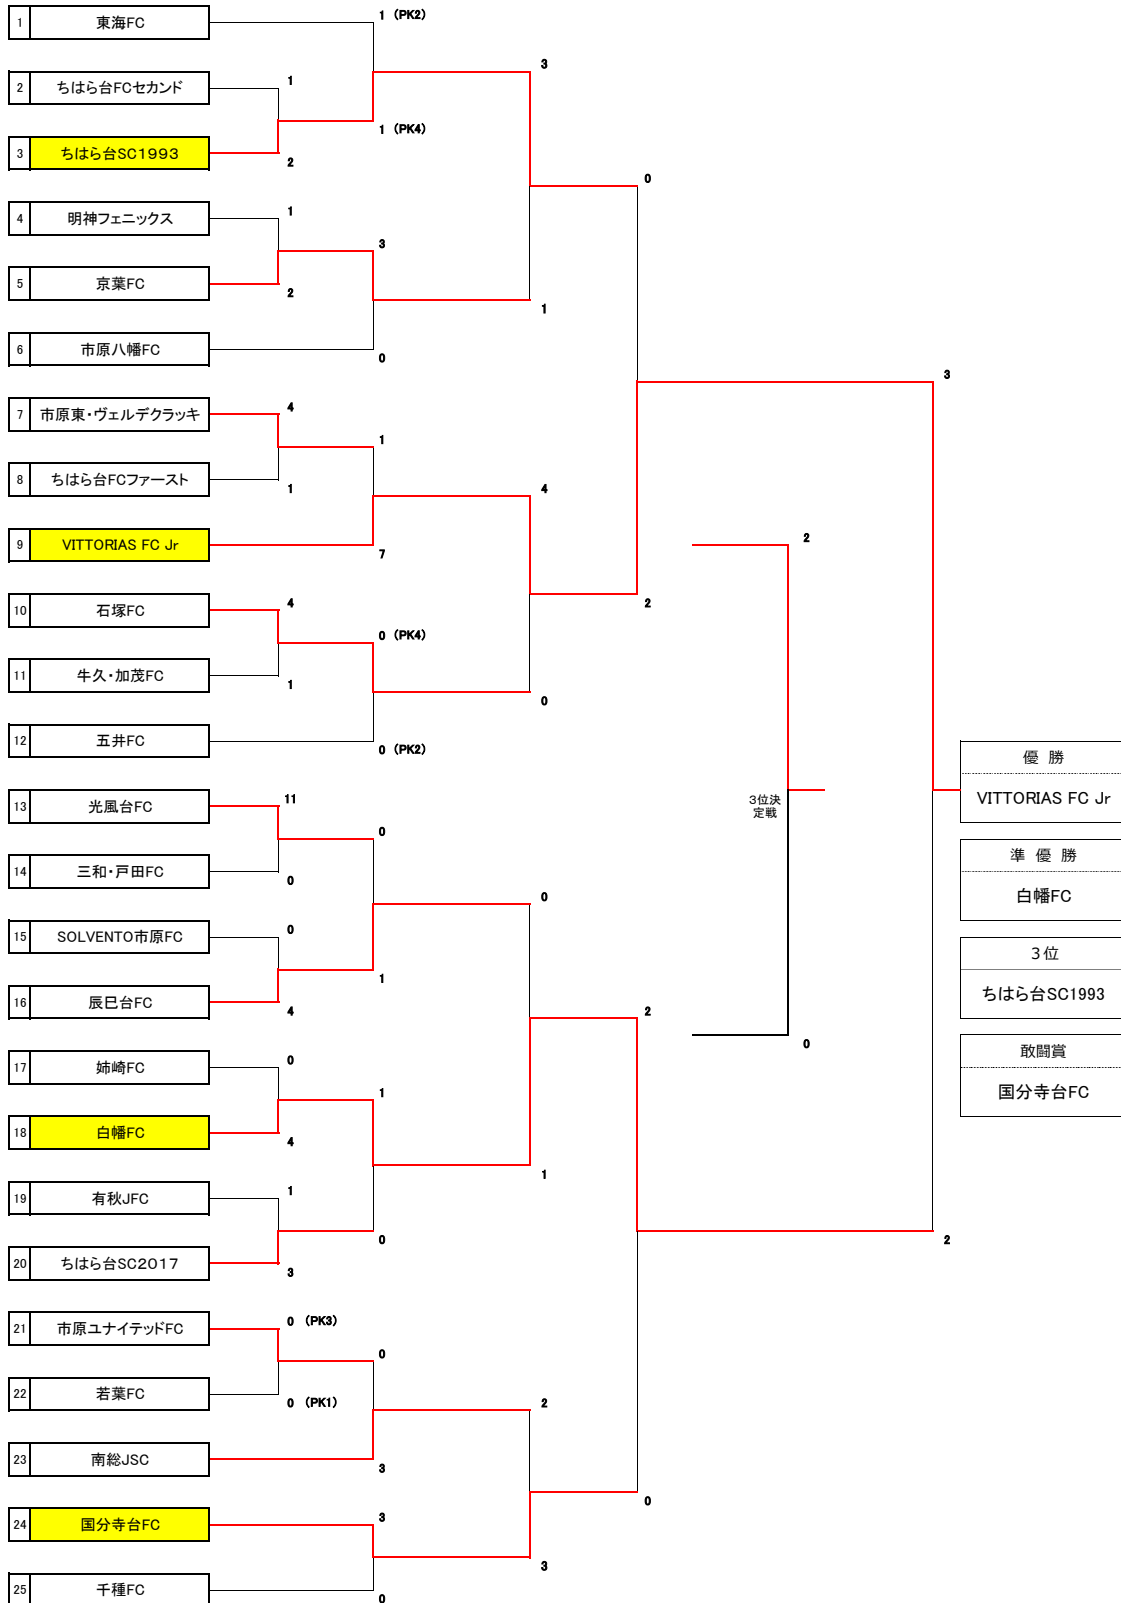 1 東海FC
1 (PK2)
3
2 ちはら台FCセカンド
1
1 (PK4)
3 ちはら台SC1993
2
0
4 明神フェニックス
1
3
5 京葉FC
2
1
6 市原八幡FC
0
3
7 市原東・ヴェルデクラッキ
4
1
8 ちはら台FCファースト
1
4
9 VITTORIAS FC Jr
7
2
10 石塚FC
4
2
0 (PK4)
11 牛久・加茂FC
1
0
12 五井FC
0 (PK2)
優 勝
VITTORIAS FC Jr
13 光風台FC
11
0
3位決
定戦
14 三和・戸田FC
0
0
準 優 勝
白幡FC
15 SOLVENTO市原FC
0
1
3位
ちはら台SC1993
16 辰巳台FC
4
2
0
17 姉崎FC
0
1
敢闘賞
国分寺台FC
18 白幡FC
4
1
19 有秋JFC
1
0
2
20 ちはら台SC2017
3
21 市原ユナイテッドFC
0 (PK3)
0
22 若葉FC
0 (PK1)
2
23 南総JSC
3
0
24 国分寺台FC
3
3
25 千種FC
0